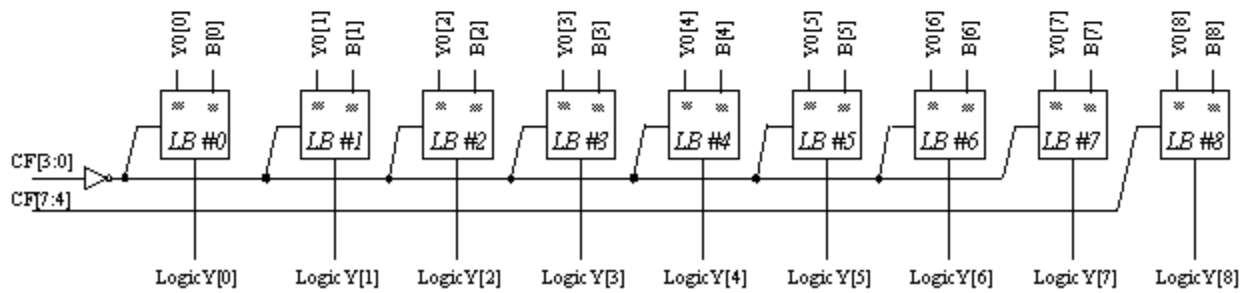 Y0[0] B[0] Y0[1] B[1] Y0[2] B[2] Y0[3] B[3] Y0[4] B[4] Y0[5] B[5] Y0[6] B[6] Y0[7] B[7] Y0[8] B[8]
LB #0 LB #1 LB #2 LB #3 LB #4 LB #5 LB #6 LB #7 LB #8
CF[3:0]
CF[7:4]
LogicY[0] LogicY[1] LogicY[2] LogicY[3] LogicY[4] LogicY[5] LogicY[6] LogicY[7] LogicY[8]